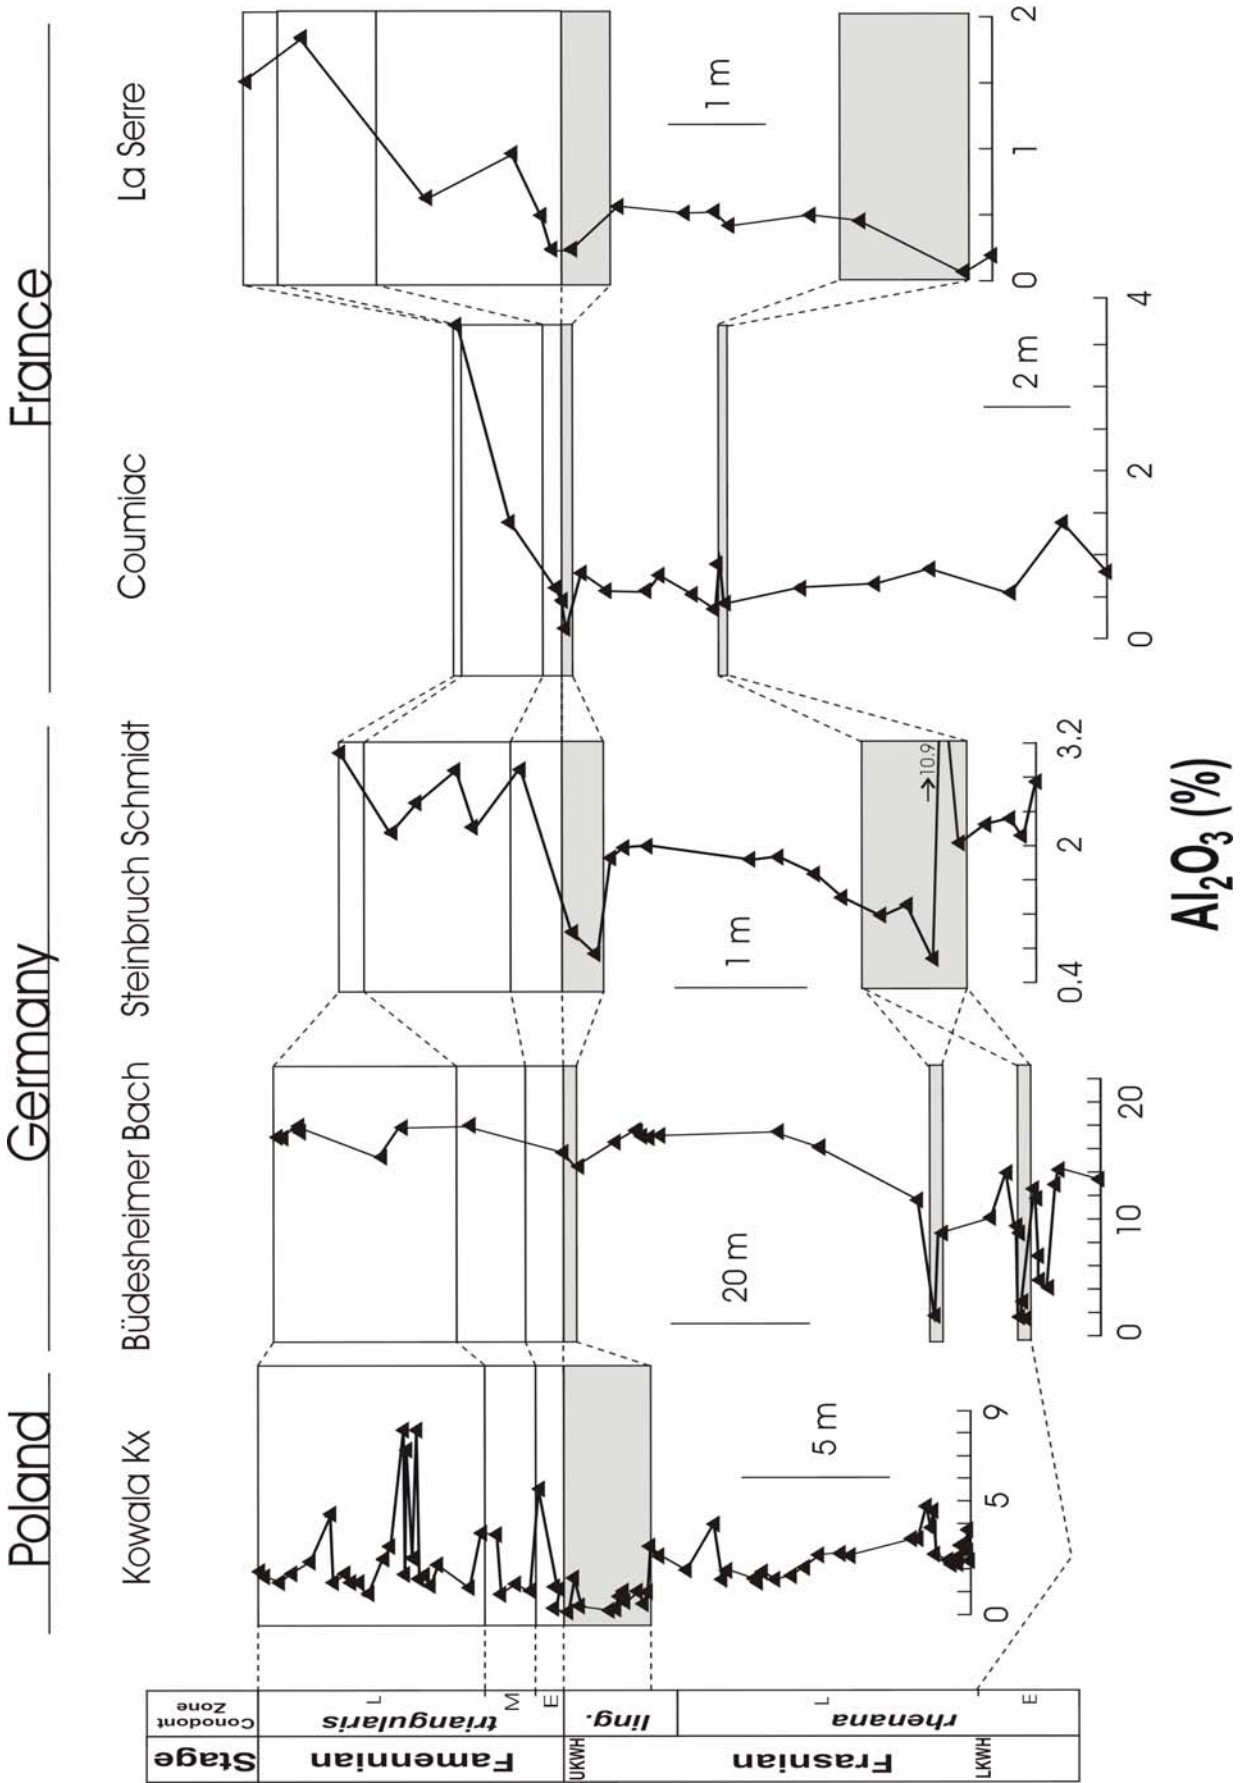 Poland
Germany
France
Kowala Kx
Büdesheimer Bach
Steinbruch Schmidt
Coumiac
La Serre
Stage
Conodont
Zone
Famennian
triangularis
L
M
E
UKWH
ling.
Frasnian
rhenana
L
LKWH
E
5 m
20 m
1 m
2 m
1 m
→10.9
0 5 9
0 10 20
0.4 2 3.2
0 2 4
0 1 2
Al₂O₃ (%)